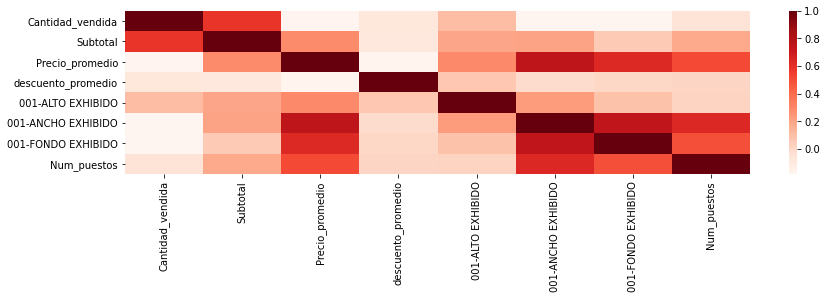 Cantidad_vendida
Subtotal
Precio_promedio
descuento_promedio
001-ALTO EXHIBIDO
001-ANCHO EXHIBIDO
001-FONDO EXHIBIDO
Num_puestos
Cantidad_vendida
Subtotal
Precio_promedio
descuento_promedio
001-ALTO EXHIBIDO
001-ANCHO EXHIBIDO
001-FONDO EXHIBIDO
Num_puestos
1.0
0.8
0.6
0.4
0.2
0.0